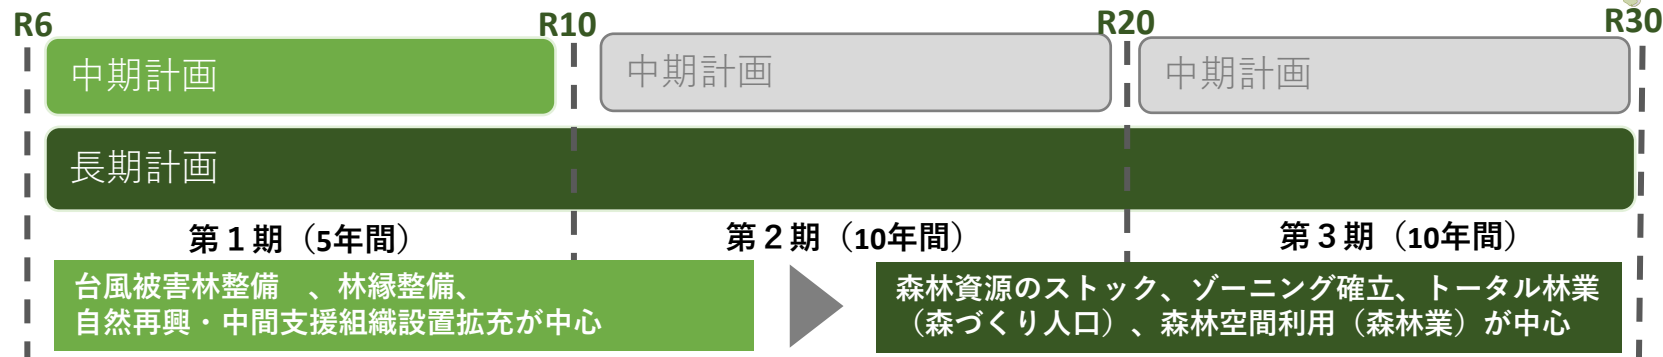 R6
R10
R20
R30
中期計画
中期計画
中期計画
長期計画
第１期（5年間）
第２期（10年間）
第３期（10年間）
台風被害林整備　、林縁整備、
自然再興・中間支援組織設置拡充が中心
森林資源のストック、ゾーニング確立、トータル林業
（森づくり人口）、森林空間利用（森林業）が中心